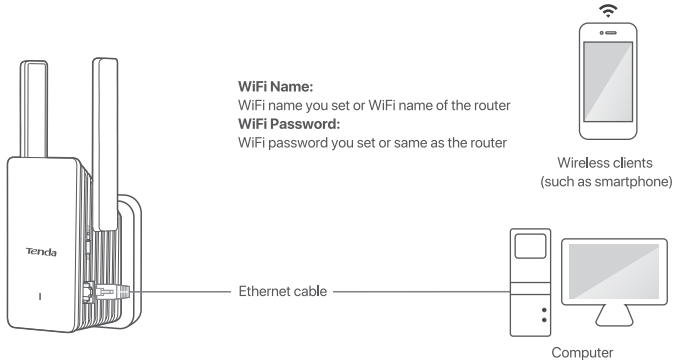 WiFi Name:
WiFi name you set or WiFi name of the router
WiFi Password:
WiFi password you set or same as the router
Wireless clients
(such as smartphone)
Tenda
Ethernet cable
Computer